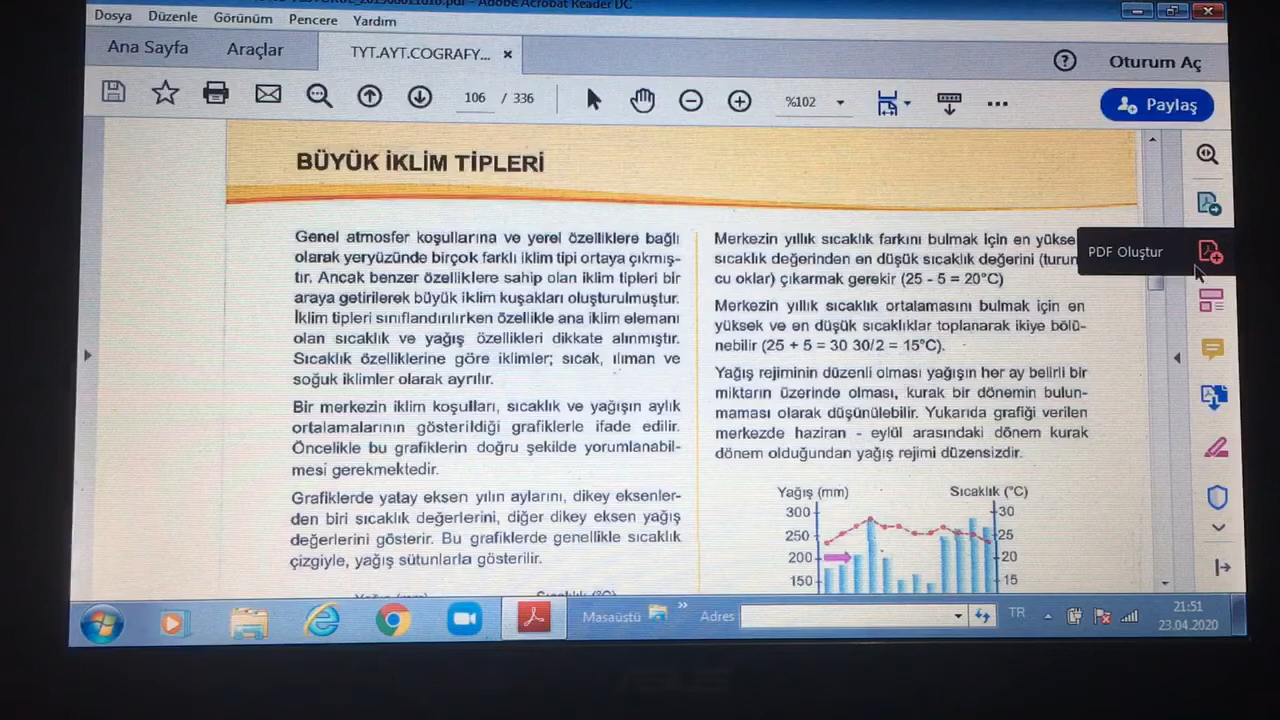 Adobe Acrobat Reader DC
Dosya Düzenle Görünüm Pencere Yardım
Ana Sayfa Araçlar TYT.AYT.COGRAFY... × Oturum Aç
106 / 336 %102 Paylaş
BÜYÜK İKLİM TİPLERİ
Genel atmosfer koşullarına ve yerel özelliklere bağlı
olarak yeryüzünde birçok farklı iklim tipi ortaya çıkmış-
tır. Ancak benzer özelliklere sahip olan iklim tipleri bir
araya getirilerek büyük iklim kuşakları oluşturulmuştur.
İklim tipleri sınıflandırılırken özellikle ana iklim elemanı
olan sıcaklık ve yağış özellikleri dikkate alınmıştır.
Sıcaklık özelliklerine göre iklimler; sıcak, ılıman ve
soğuk iklimler olarak ayrılır.
Bir merkezin iklim koşulları, sıcaklık ve yağışın aylık
ortalamalarının gösterildiği grafiklerle ifade edilir.
Öncelikle bu grafiklerin doğru şekilde yorumlanabil-
mesi gerekmektedir.
Grafiklerde yatay eksen yılın aylarını, dikey eksenler-
den biri sıcaklık değerlerini, diğer dikey eksen yağış
değerlerini gösterir. Bu grafiklerde genellikle sıcaklık
çizgiyle, yağış sütunlarla gösterilir.
Merkezin yıllık sıcaklık farkını bulmak için en yükse
sıcaklık değerinden en düşük sıcaklık değerini (turun
cu oklar) çıkarmak gerekir (25 - 5 = 20°C)
Merkezin yıllık sıcaklık ortalamasını bulmak için en
yüksek ve en düşük sıcaklıklar toplanarak ikiye bölü-
nebilir (25 + 5 = 30 30/2 = 15°C).
Yağış rejiminin düzenli olması yağışın her ay belirli bir
miktarın üzerinde olması, kurak bir dönemin bulun-
maması olarak düşünülebilir. Yukarıda grafiği verilen
merkezde haziran - eylül arasındaki dönem kurak
dönem olduğundan yağış rejimi düzensizdir.
Yağış (mm) Sıcaklık (°C)
300 30
250 25
200 20
150 15
PDF Oluştur
Masaüstü » Adres TR
21:51
23.04.2020
ASUS